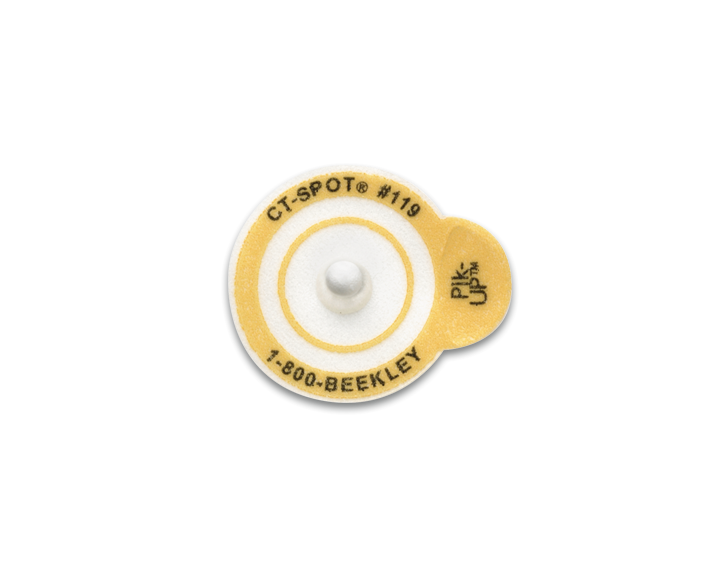 CT-SPOT® #119
PIK-
UP™
1-800-BEEKLEY